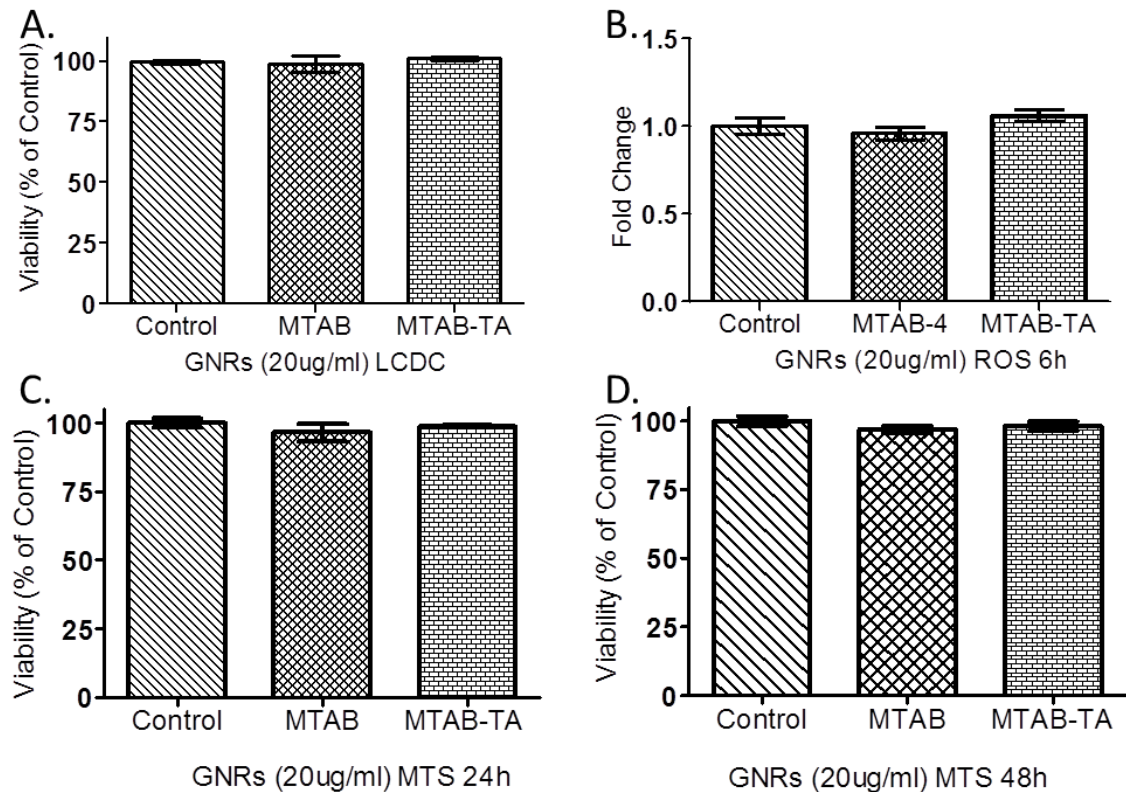 A.
Viability (% of Control)
100
75
50
25
0
Control MTAB MTAB-TA
GNRs (20ug/ml) LCDC
B.
Fold Change
1.5
1.0
0.5
0.0
Control MTAB-4 MTAB-TA
GNRs (20ug/ml) ROS 6h
C.
Viability (% of Control)
100
75
50
25
0
Control MTAB MTAB-TA
GNRs (20ug/ml) MTS 24h
D.
Viability (% of Control)
100
75
50
25
0
Control MTAB MTAB-TA
GNRs (20ug/ml) MTS 48h